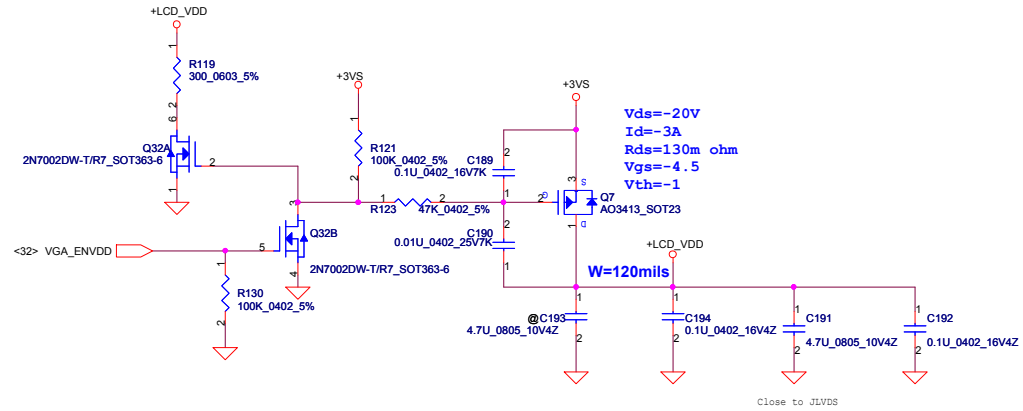 +LCD_VDD
1
R119
300_0603_5%
2
6
Q32A
2
2N7002DW-T/R7_SOT363-6
1
+3VS
1
R121
100K_0402_5%
2
C189
0.1U_0402_16V7K
2
1
+3VS
Vds=-20V
Id=-3A
Rds=130m ohm
Vgs=-4.5
Vth=-1
3
S
G
2
Q7
AO3413_SOT23
D
1
1
2
R123
47K_0402_5%
3
Q32B
5
2N7002DW-T/R7_SOT363-6
4
<32> VGA_ENVDD
1
R130
100K_0402_5%
2
C190
0.01U_0402_25V7K
2
1
W=120mils
+LCD_VDD
1
@C193
4.7U_0805_10V4Z
2
1
C194
0.1U_0402_16V4Z
2
1
C191
4.7U_0805_10V4Z
2
1
C192
0.1U_0402_16V4Z
2
Close to JLVDS